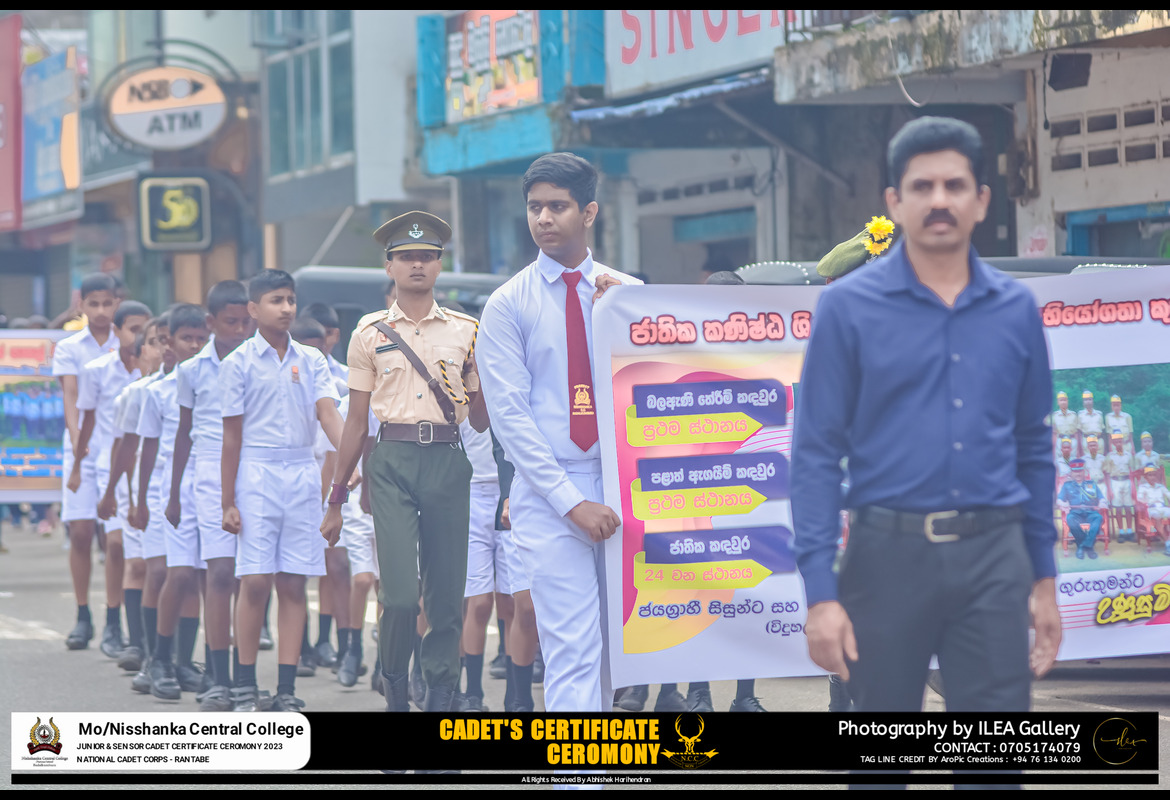 SINGER
NSB
ATM
50
ජාතික කණිෂ්ඨ ශි
භියෝගතා කු
බලඇණි තේරීම් කඳවුර
ප්‍රථම ස්ථානය
පළාත් ඇගයීම් කඳවුර
ප්‍රථම ස්ථානය
ජාතික කඳවුර
24 වන ස්ථානය
ජයග්‍රාහී සිසුන්ට සහ
(විදුහ
ගුරුතුමන්ට
Mo/Nisshanka Central College
JUNIOR & SENSOR CADET CERTIFICATE CEROMONY 2023
NATIONAL CADET CORPS - RANTABE
CADET'S CERTIFICATE
CEROMONY
N.C.C
Photography by ILEA Gallery
CONTACT : 0705174079
TAG LINE CREDIT BY AroPic Creations : +94 76 134 0200
All Rights Received By Abhishek Harihendran